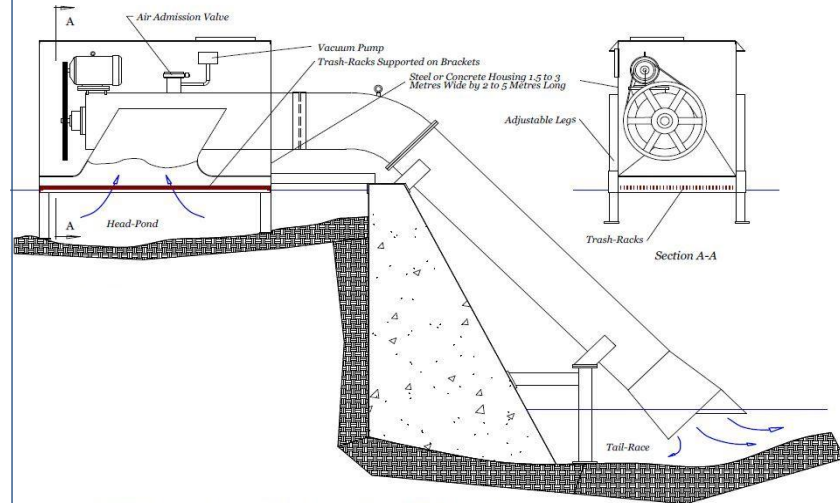 A
Air Admission Valve
Vacuum Pump
Trash-Racks Supported on Brackets
Steel or Concrete Housing 1.5 to 3
Metres Wide by 2 to 5 Metres Long
Adjustable Legs
A
Head-Pond
Trash-Racks
Section A-A
Tail-Race